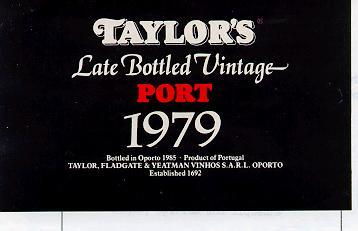 TAYLOR'S®
Late Bottled Vintage
PORT
1979
Bottled in Oporto 1985 · Product of Portugal
TAYLOR, FLADGATE & YEATMAN VINHOS S.A.R.L. OPORTO
Established 1692